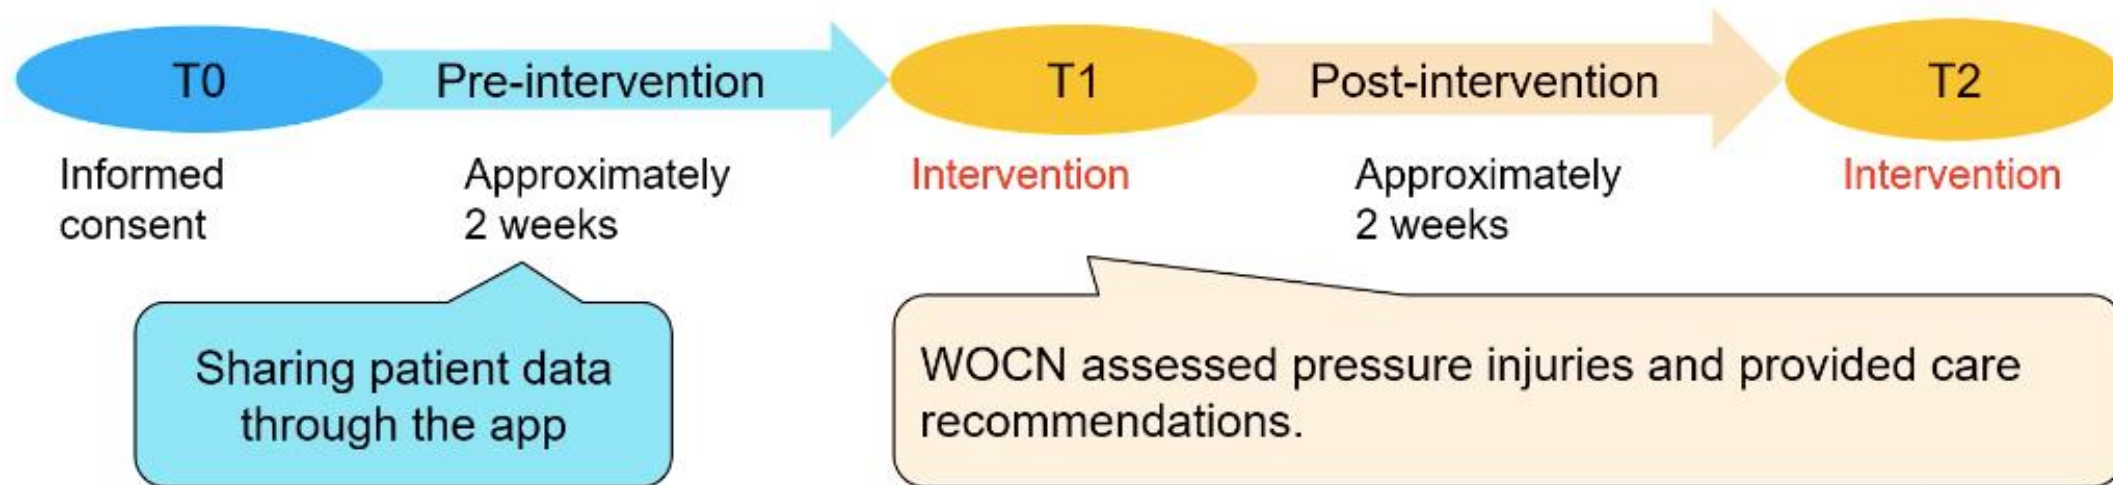 T0
Pre-intervention
T1
Post-intervention
T2
Informed
consent
Approximately
2 weeks
Intervention
Approximately
2 weeks
Intervention
Sharing patient data
through the app
WOCN assessed pressure injuries and provided care
recommendations.